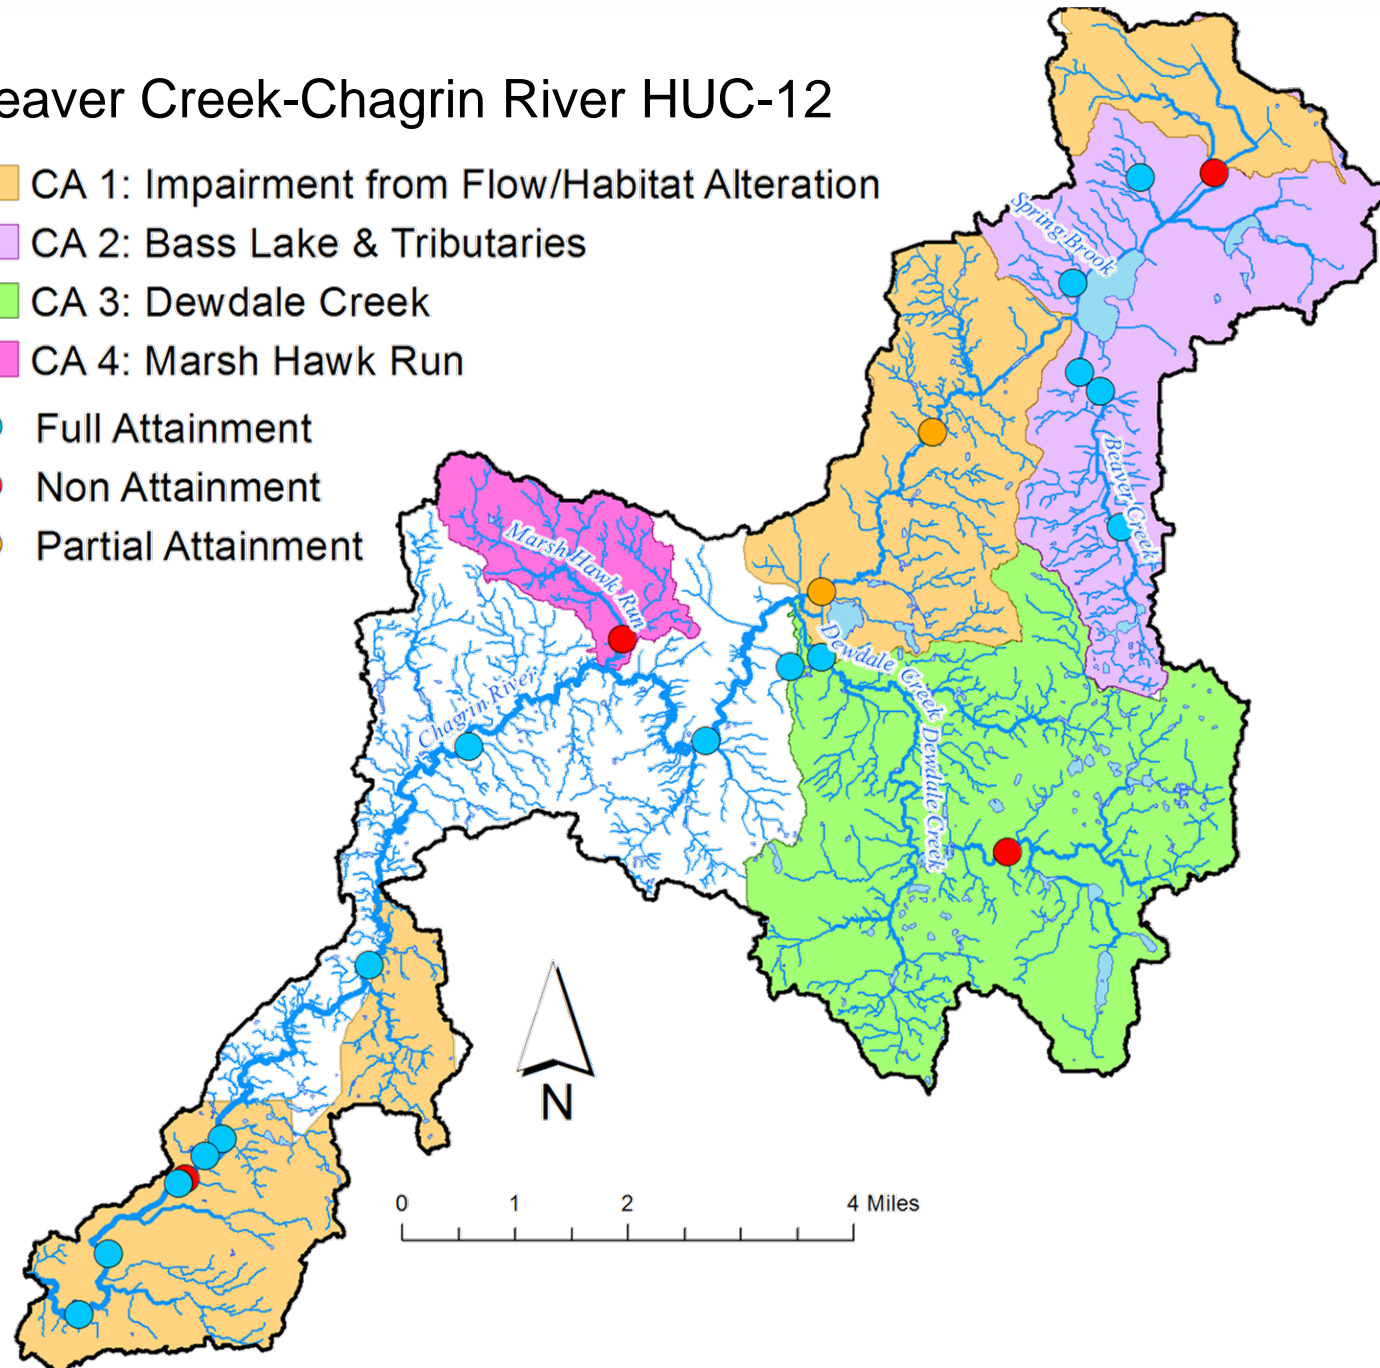 eaver Creek-Chagrin River HUC-12
CA 1: Impairment from Flow/Habitat Alteration
CA 2: Bass Lake & Tributaries
CA 3: Dewdale Creek
CA 4: Marsh Hawk Run
Full Attainment
Non Attainment
Partial Attainment
Spring Brook
Beaver Creek
Marsh Hawk Run
Chagrin River
Dewdale Creek
Dewdale Creek
N
0 1 2 4 Miles